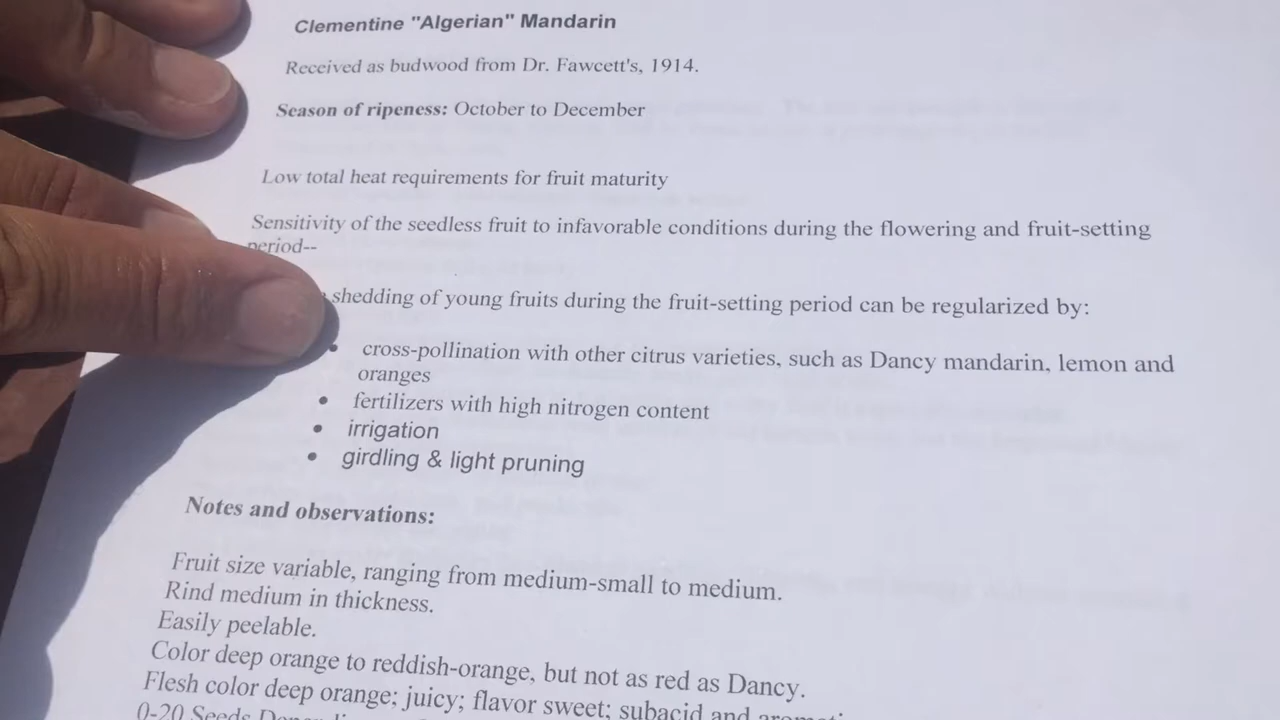 Clementine "Algerian" Mandarin
Received as budwood from Dr. Fawcett's, 1914.
Season of ripeness: October to December
Low total heat requirements for fruit maturity
Sensitivity of the seedless fruit to infavorable conditions during the flowering and fruit-setting
period--
shedding of young fruits during the fruit-setting period can be regularized by:
• cross-pollination with other citrus varieties, such as Dancy mandarin, lemon and
oranges
• fertilizers with high nitrogen content
• irrigation
• girdling & light pruning
Notes and observations:
Fruit size variable, ranging from medium-small to medium.
Rind medium in thickness.
Easily peelable.
Color deep orange to reddish-orange, but not as red as Dancy.
Flesh color deep orange; juicy; flavor sweet; subacid and
0-20 Seeds